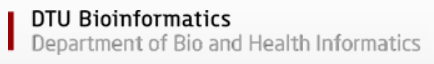 DTU Bioinformatics
Department of Bio and Health Informatics